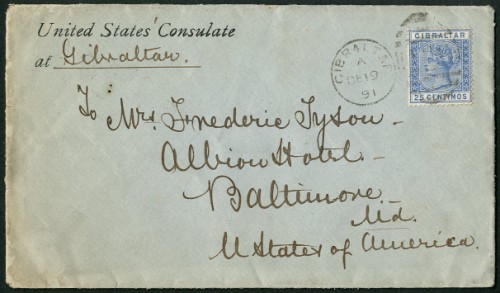 United States' Consulate
at Gibraltar.
GIBRALTAR
A
DE 19
91
GIBRALTAR
25 CENTIMOS
To Mrs. Frederic Tyson -
Albion Hotel -
Baltimore
Md.
U States of America.